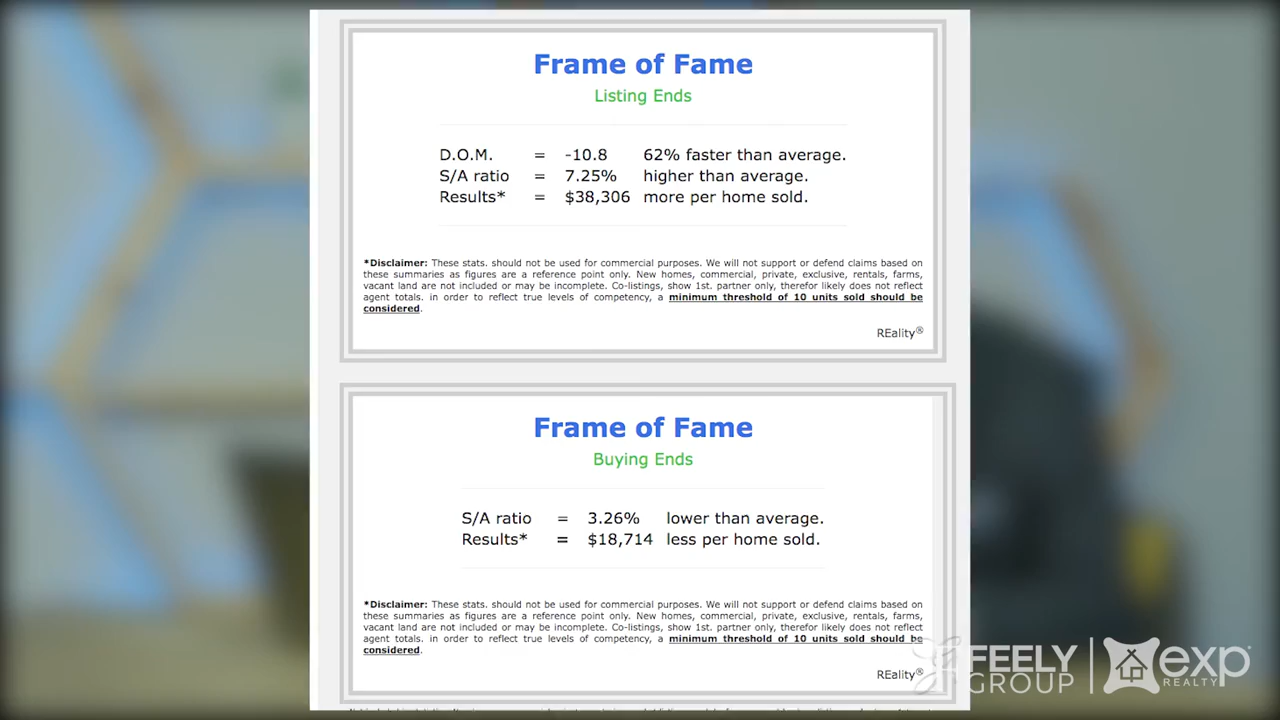 Frame of Fame
Listing Ends
D.O.M. = -10.8 62% faster than average.
S/A ratio = 7.25% higher than average.
Results* = $38,306 more per home sold.
*Disclaimer: These stats. should not be used for commercial purposes. We will not support or defend claims based on
these summaries as figures are a reference point only. New homes, commercial, private, exclusive, rentals, farms,
vacant land are not included or may be incomplete. Co-listings, show 1st. partner only, therefor likely does not reflect
agent totals. in order to reflect true levels of competency, a minimum threshold of 10 units sold should be
considered.
REality®
Frame of Fame
Buying Ends
S/A ratio = 3.26% lower than average.
Results* = $18,714 less per home sold.
*Disclaimer: These stats. should not be used for commercial purposes. We will not support or defend claims based on
these summaries as figures are a reference point only. New homes, commercial, private, exclusive, rentals, farms,
vacant land are not included or may be incomplete. Co-listings, show 1st. partner only, therefor likely does not reflect
agent totals. in order to reflect true levels of competency, a minimum threshold of 10 units sold should be
considered.
REality®
FEELY
GROUP
exp
REALTY